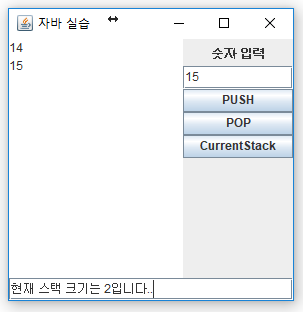 자바 실습
14
15
숫자 입력
15
PUSH
POP
CurrentStack
현재 스택 크기는 2입니다..